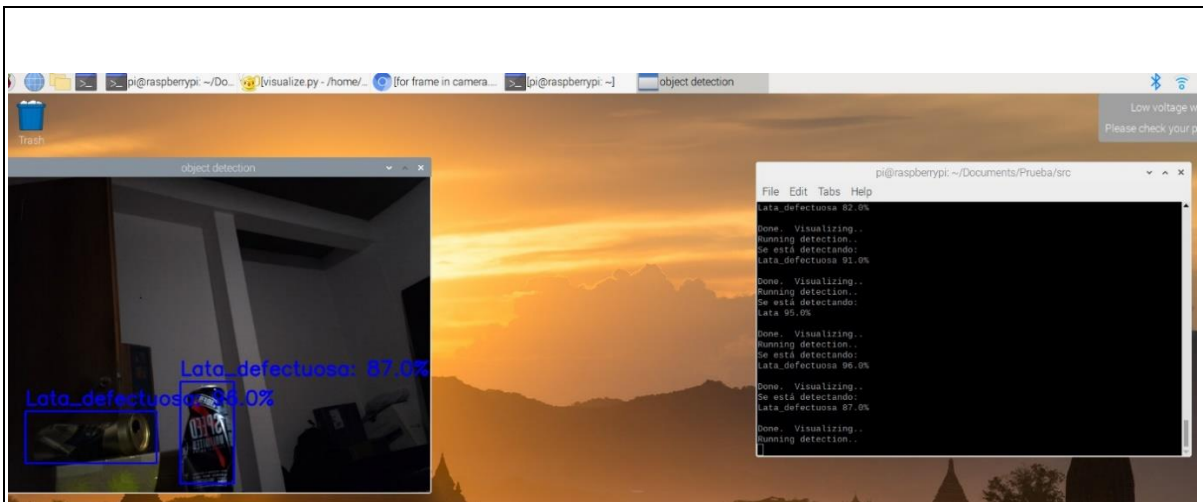 pi@raspberrypi: ~/Do...
[visualize.py - /home/...
[for frame in camera....
[pi@raspberrypi: ~]
object detection
Trash
Low voltage w
Please check your p
object detection
Lata_defectuosa: 87.0%
Lata_defectuosa: 96.0%
SPEED
pi@raspberrypi: ~/Documents/Prueba/src
File Edit Tabs Help
Lata_defectuosa 82.0%
Done. Visualizing..
Running detection..
Se está detectando:
Lata_defectuosa 91.0%
Done. Visualizing..
Running detection..
Se está detectando:
Lata 95.0%
Done. Visualizing..
Running detection..
Se está detectando:
Lata_defectuosa 96.0%
Done. Visualizing..
Se está detectando:
Lata_defectuosa 87.0%
Done. Visualizing..
Running detection..